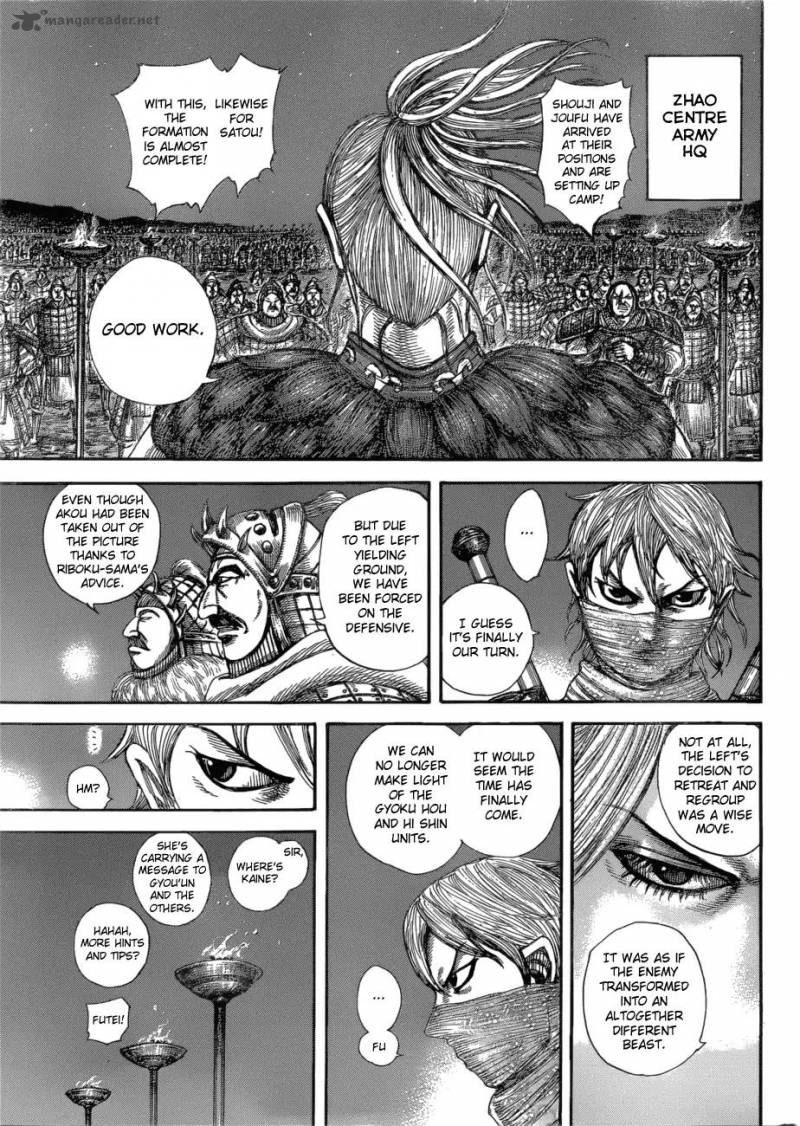 mangareader.net
ZHAO
CENTRE
ARMY
HQ
SHOUJI AND
JOUFU HAVE
ARRIVED
AT THEIR
POSITIONS
AND ARE
SETTING UP
CAMP!
LIKEWISE
FOR
SATOU!
WITH THIS,
THE
FORMATION
IS ALMOST
COMPLETE!
GOOD WORK.
...
I GUESS
IT'S FINALLY
OUR TURN.
BUT DUE
TO THE LEFT
YIELDING
GROUND,
WE HAVE
BEEN FORCED
ON THE
DEFENSIVE.
EVEN THOUGH
AKOU HAD BEEN
TAKEN OUT OF
THE PICTURE
THANKS TO
RIBOKU-SAMA'S
ADVICE.
NOT AT ALL,
THE LEFT'S
DECISION TO
RETREAT AND
REGROUP
WAS A WISE
MOVE.
IT WAS AS IF
THE ENEMY
TRANSFORMED
INTO AN
ALTOGETHER
DIFFERENT
BEAST.
IT WOULD
SEEM THE
TIME HAS
FINALLY
COME.
WE CAN
NO LONGER
MAKE LIGHT
OF THE
GYOKU HOU
AND HI SHIN
UNITS.
...
FU
...
HM?
SIR,
WHERE'S
KAINE?
SHE'S
CARRYING A
MESSAGE TO
GYOU'UN
AND THE
OTHERS.
HAHAH,
MORE HINTS
AND TIPS?
FUTEI!